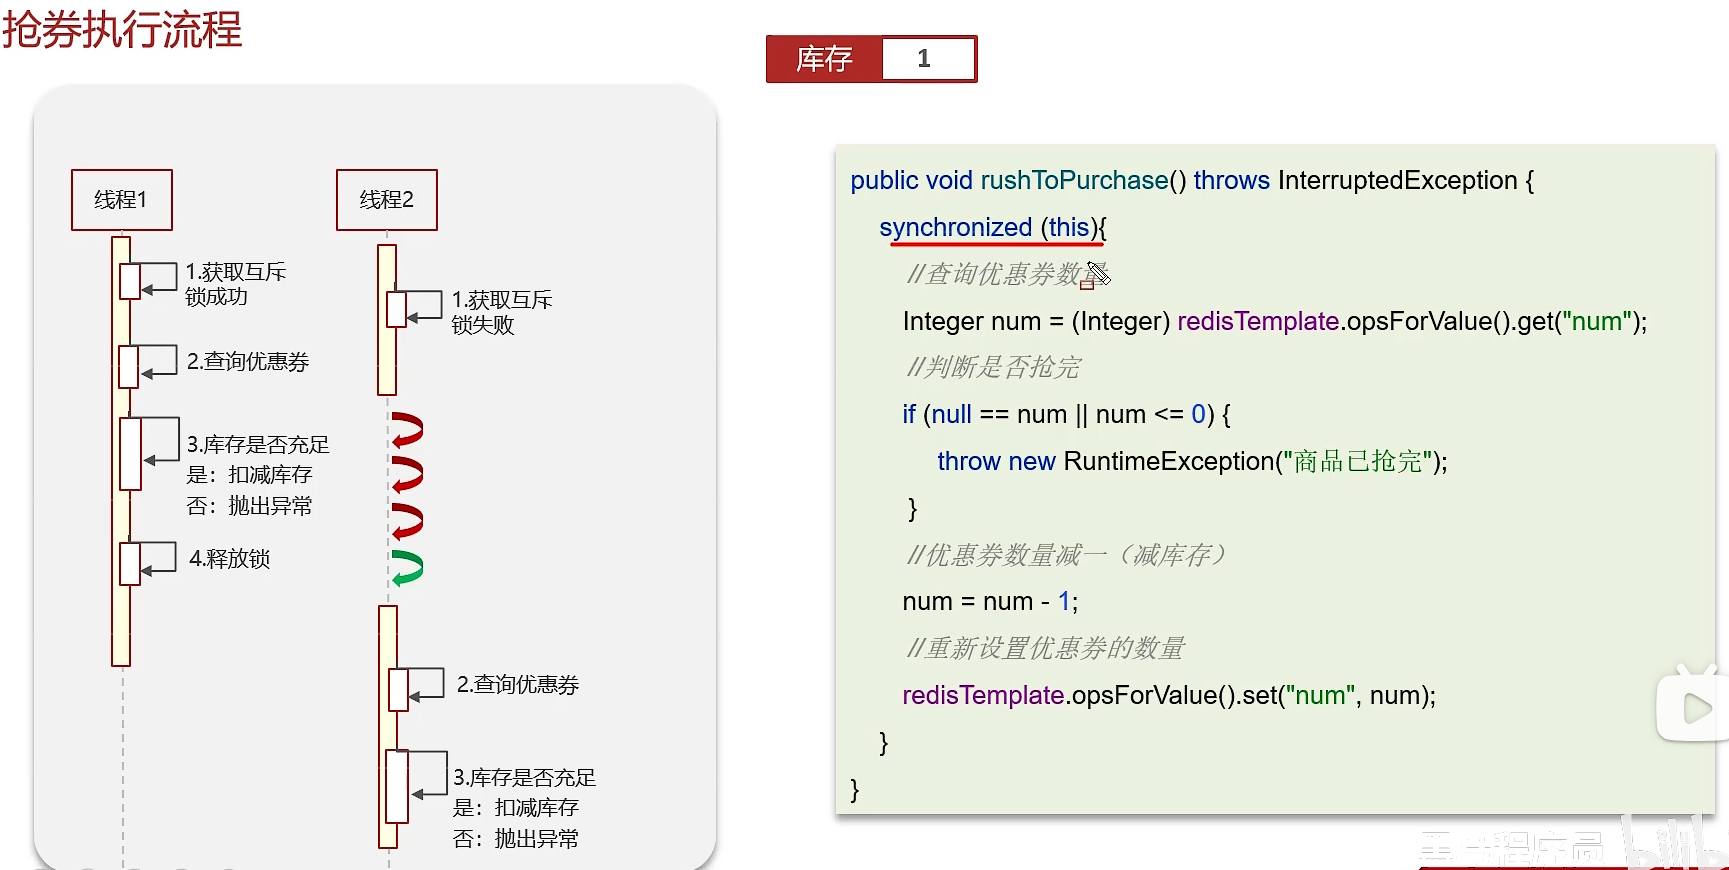 抢券执行流程
库存 1
线程1
线程2
1.获取互斥
锁成功
1.获取互斥
锁失败
2.查询优惠券
3.库存是否充足
是：扣减库存
否：抛出异常
4.释放锁
2.查询优惠券
3.库存是否充足
是：扣减库存
否：抛出异常
public void rushToPurchase() throws InterruptedException {
synchronized (this){
//查询优惠券数量
Integer num = (Integer) redisTemplate.opsForValue().get("num");
//判断是否抢完
if (null == num || num <= 0) {
throw new RuntimeException("商品已抢完");
}
//优惠券数量减一（减库存）
num = num - 1;
//重新设置优惠券的数量
redisTemplate.opsForValue().set("num", num);
}
}
程序员
bilib